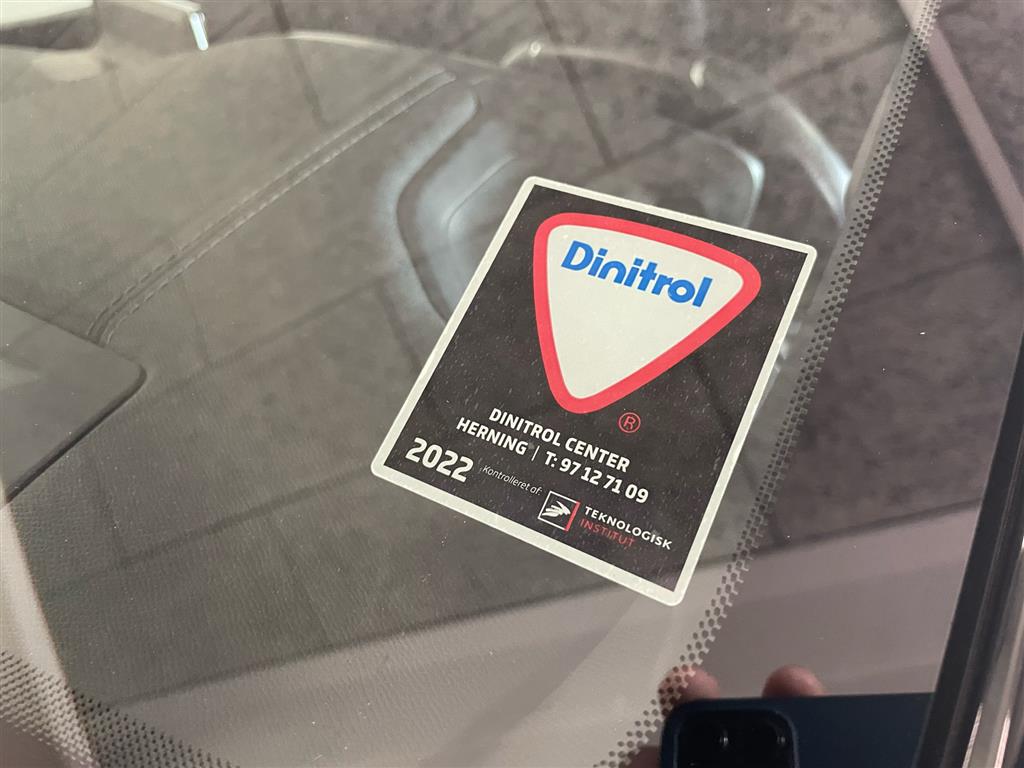 Dinitrol
®
DINITROL CENTER
HERNING | T: 97 12 71 09
2022 Kontrolleret af:
TEKNOLOGISK
INSTITUT